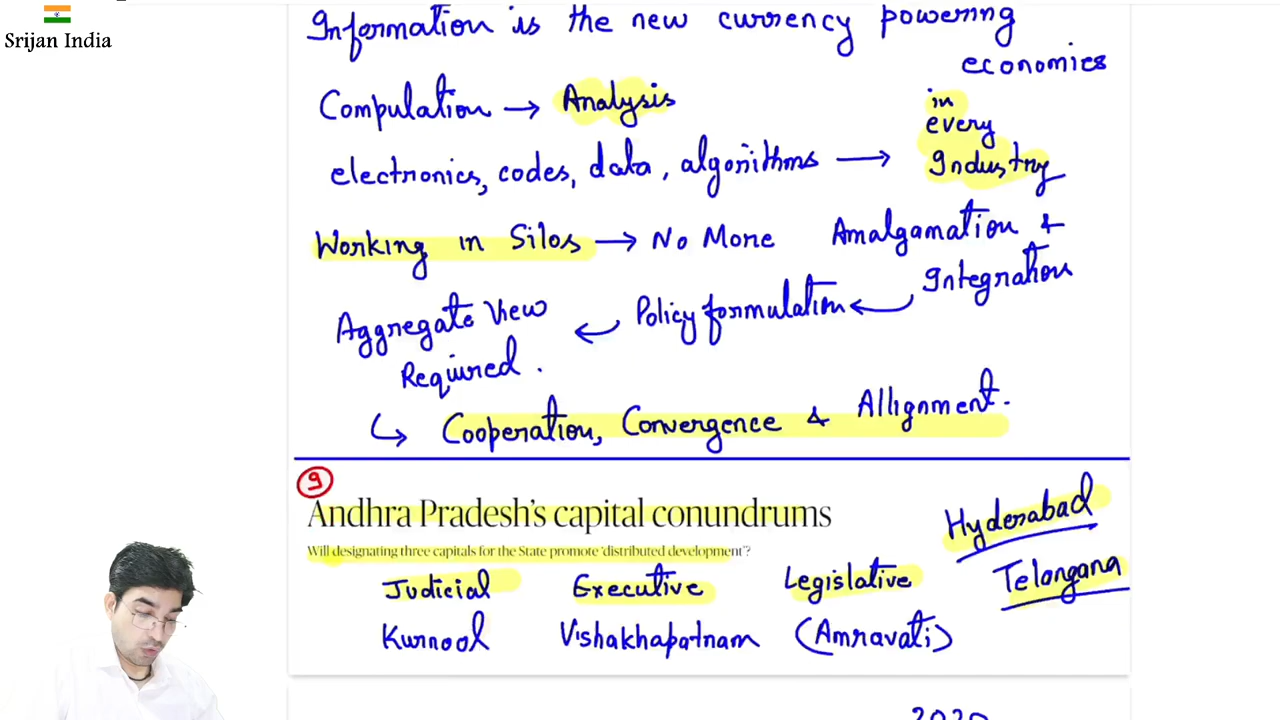 Srijan India
Information is the new currency powering
economics
Compulation → Analysis
in
every
Industry
electronics, codes, data, algorithms →
Working in Silos → No More Amalgamation &
Integration
Aggregate View ← Policy formulation ←
Required.
↳ Cooperation, Convergence & Allignment.
9
Andhra Pradesh's capital conundrums
Will designating three capitals for the State promote 'distributed development'?
Hyderabad
Telangana
Judicial Executive Legislative
Kurnool Vishakhapatnam (Amravati)
2020